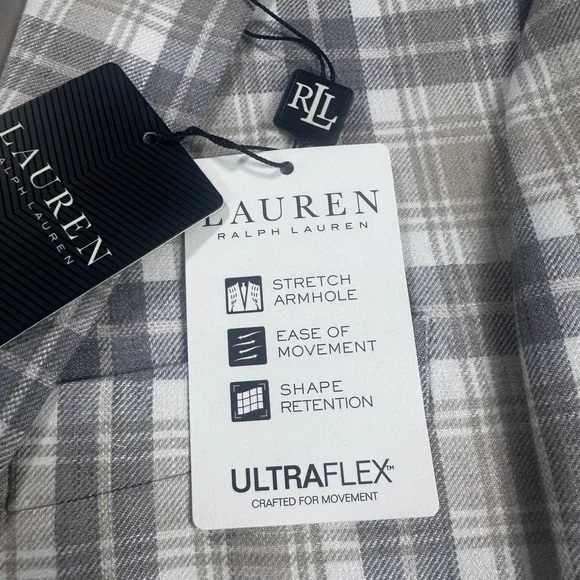 RLL
LAUREN
RALPH LAUREN
LAUREN
RALPH LAUREN
STRETCH
ARMHOLE
EASE OF
MOVEMENT
SHAPE
RETENTION
ULTRAFLEX™
CRAFTED FOR MOVEMENT